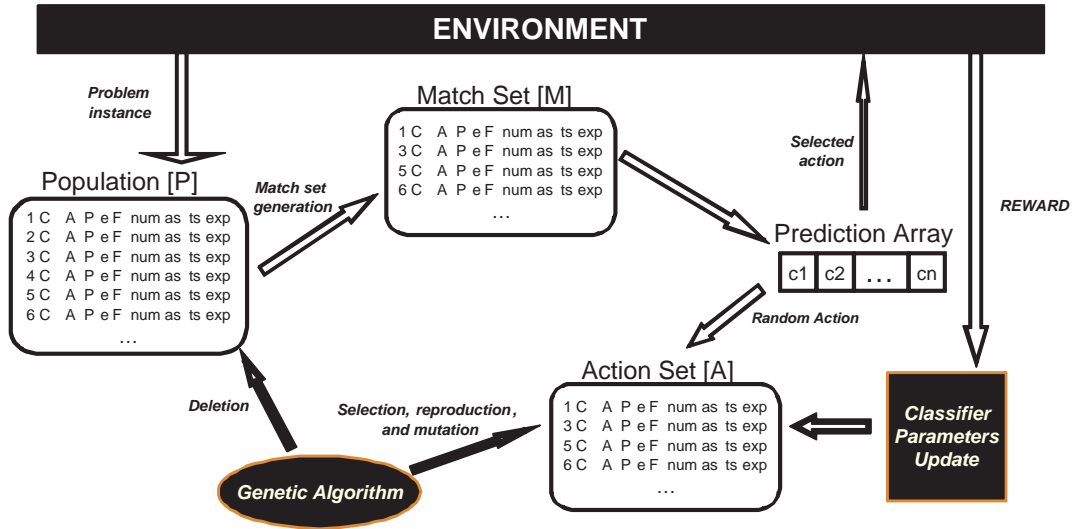 ENVIRONMENT
Problem
instance
Match Set [M]
1 C A P e F num as ts exp
3 C A P e F num as ts exp
5 C A P e F num as ts exp
6 C A P e F num as ts exp
...
Selected
action
Population [P]
1 C A P e F num as ts exp
2 C A P e F num as ts exp
3 C A P e F num as ts exp
4 C A P e F num as ts exp
5 C A P e F num as ts exp
6 C A P e F num as ts exp
...
Match set
generation
REWARD
Prediction Array
c1 c2 ... cn
Random Action
Action Set [A]
1 C A P e F num as ts exp
3 C A P e F num as ts exp
5 C A P e F num as ts exp
6 C A P e F num as ts exp
...
Classifier
Parameters
Update
Deletion
Selection, reproduction,
and mutation
Genetic Algorithm